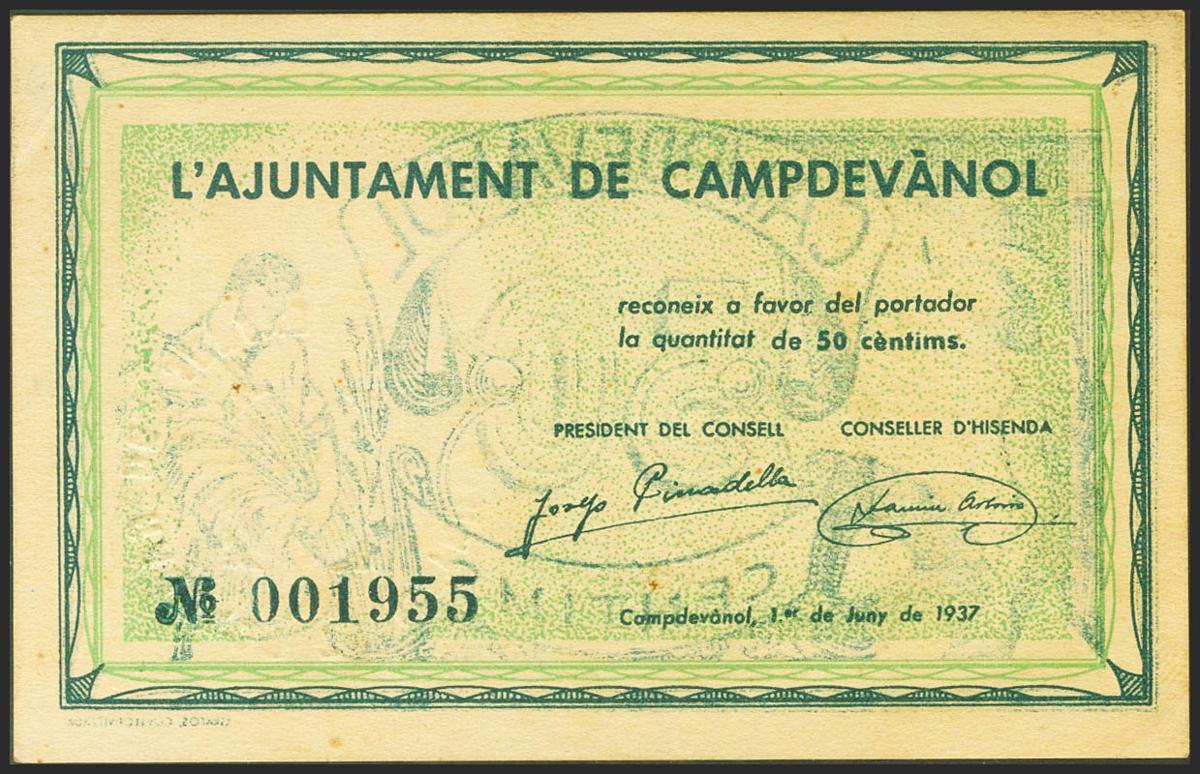 L'AJUNTAMENT DE CAMPDEVÀNOL
reconeix a favor del portador
la quantitat de 50 cèntims.
PRESIDENT DEL CONSELL CONSELLER D'HISENDA
Josep
№ 001955
Campdevànol, 1.er de Juny de 1937